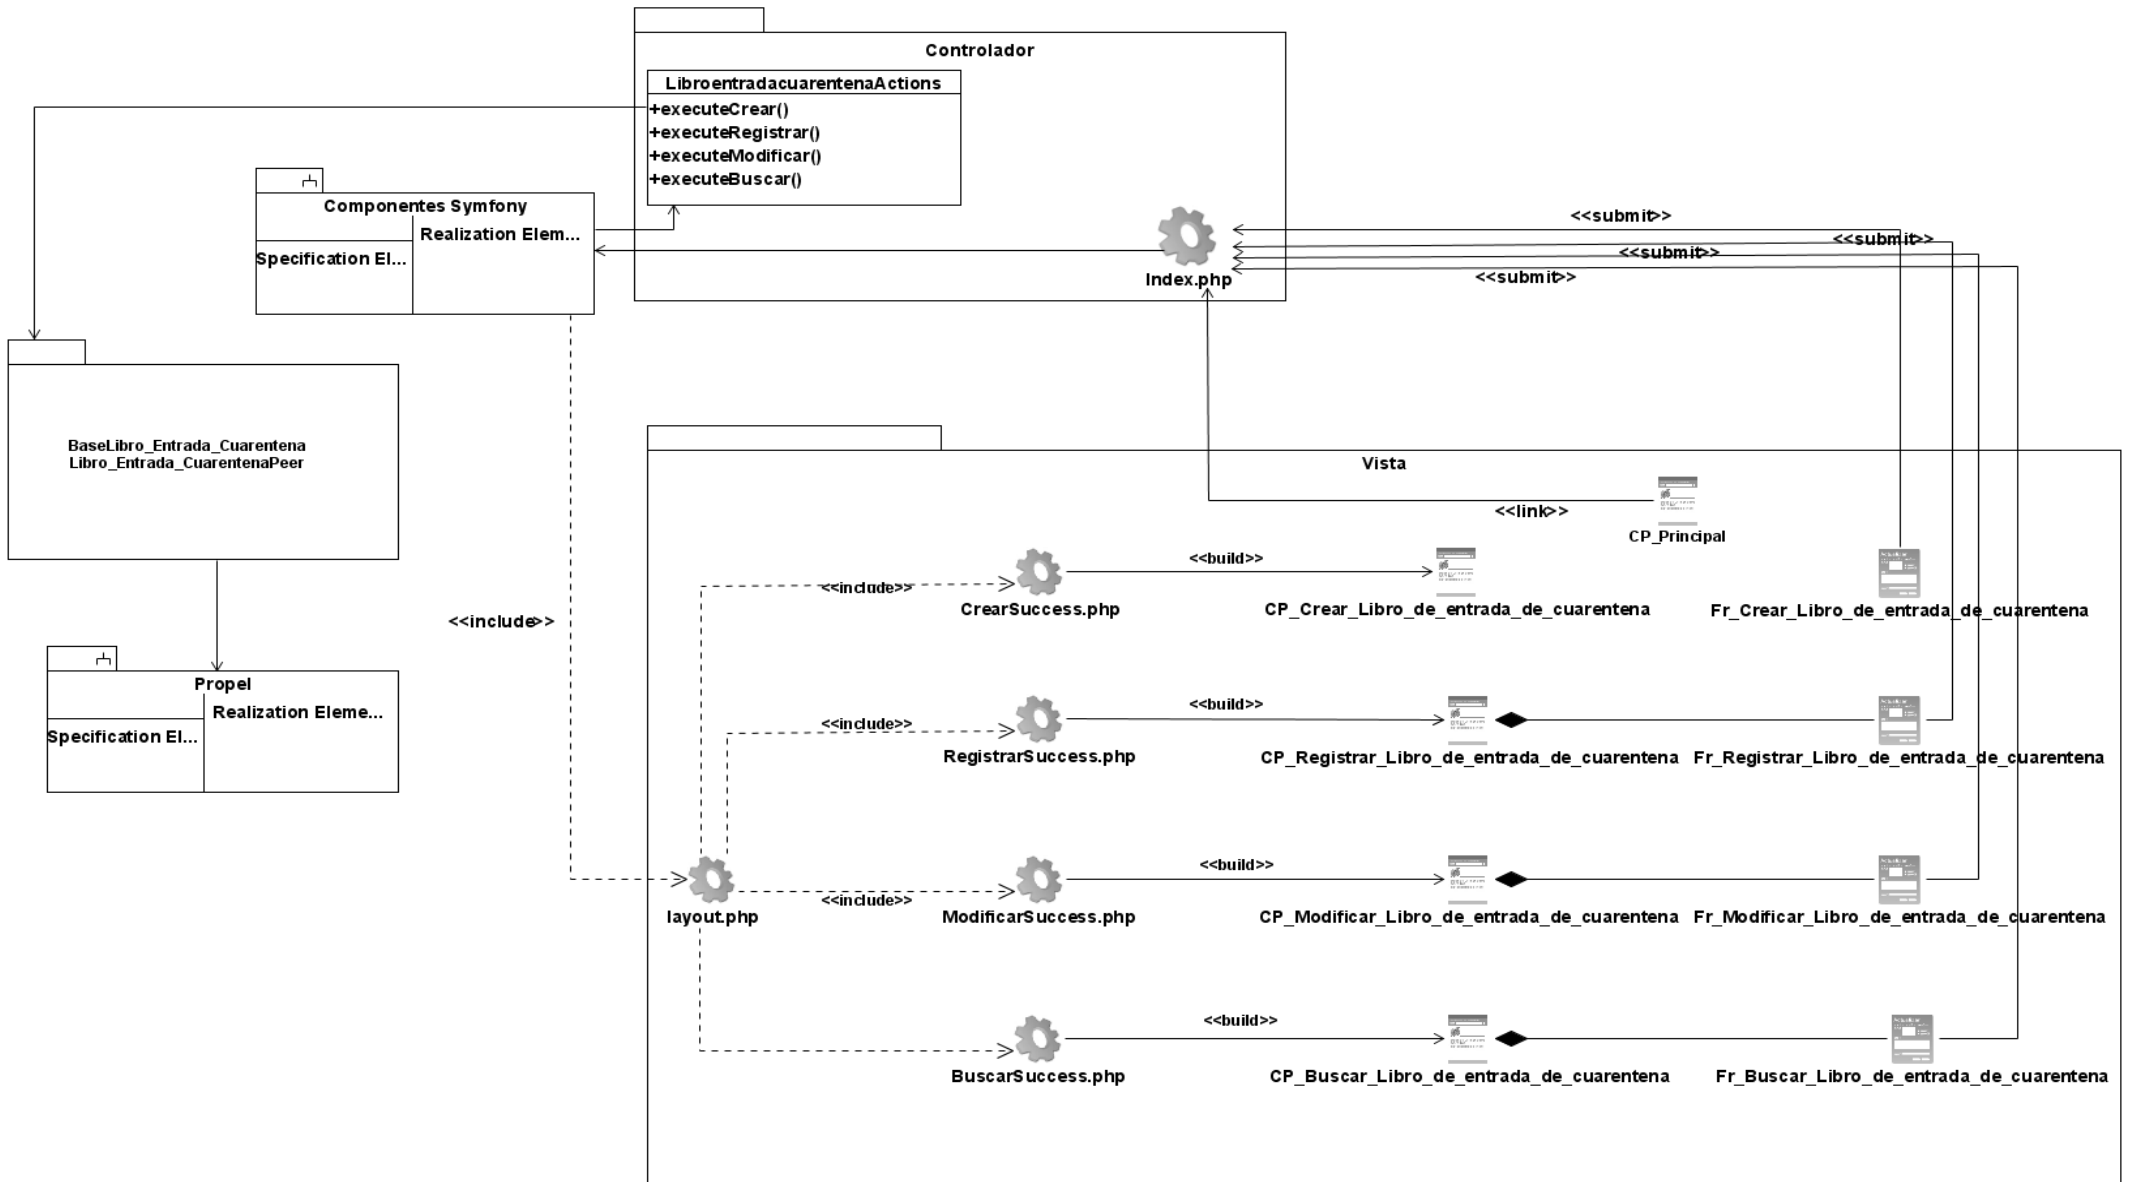 Controlador
LibroentradacuarentenaActions
+executeCrear()
+executeRegistrar()
+executeModificar()
+executeBuscar()
Componentes Symfony
Realization Elem...
Specification El...
Index.php
<<submit>>
<<submit>>
<<submit>>
<<submit>>
BaseLibro_Entrada_Cuarentena
Libro_Entrada_CuarentenaPeer
Propel
Realization Eleme...
Specification El...
<<include>>
Vista
<<link>>
CP_Principal
<<include>>
CrearSuccess.php
<<build>>
CP_Crear_Libro_de_entrada_de_cuarentena
Fr_Crear_Libro_de_entrada_de_cuarentena
<<include>>
RegistrarSuccess.php
<<build>>
CP_Registrar_Libro_de_entrada_de_cuarentena
Fr_Registrar_Libro_de_entrada_de_cuarentena
layout.php
<<include>>
ModificarSuccess.php
<<build>>
CP_Modificar_Libro_de_entrada_de_cuarentena
Fr_Modificar_Libro_de_entrada_de_cuarentena
BuscarSuccess.php
<<build>>
CP_Buscar_Libro_de_entrada_de_cuarentena
Fr_Buscar_Libro_de_entrada_de_cuarentena